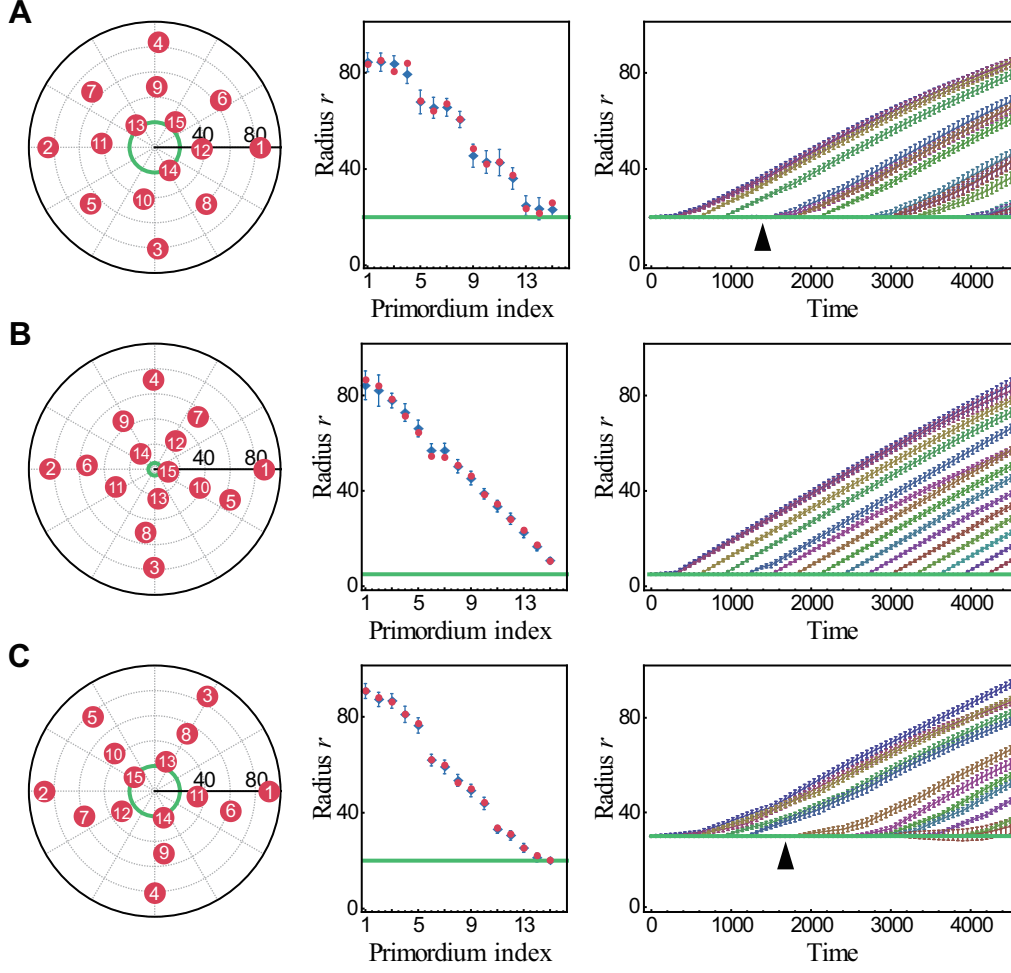 A
4
7 9 6
13 15 40 80
2 11 12 1
14
5 10 8
3
Radius r
80
40
0
1 5 9 13
Primordium index
Radius r
80
40
0
0 1000 2000 3000 4000
Time
B
4
9 7
14 12 40 80
2 6 15 1
11 13 10 5
8
3
Radius r
80
40
0
1 5 9 13
Primordium index
Radius r
80
40
0
0 1000 2000 3000 4000
Time
C
3
5 8
10 13
15 40 80
2 11 1
7 12 14 6
9
4
Radius r
80
40
0
1 5 9 13
Primordium index
Radius r
80
40
0
0 1000 2000 3000 4000
Time